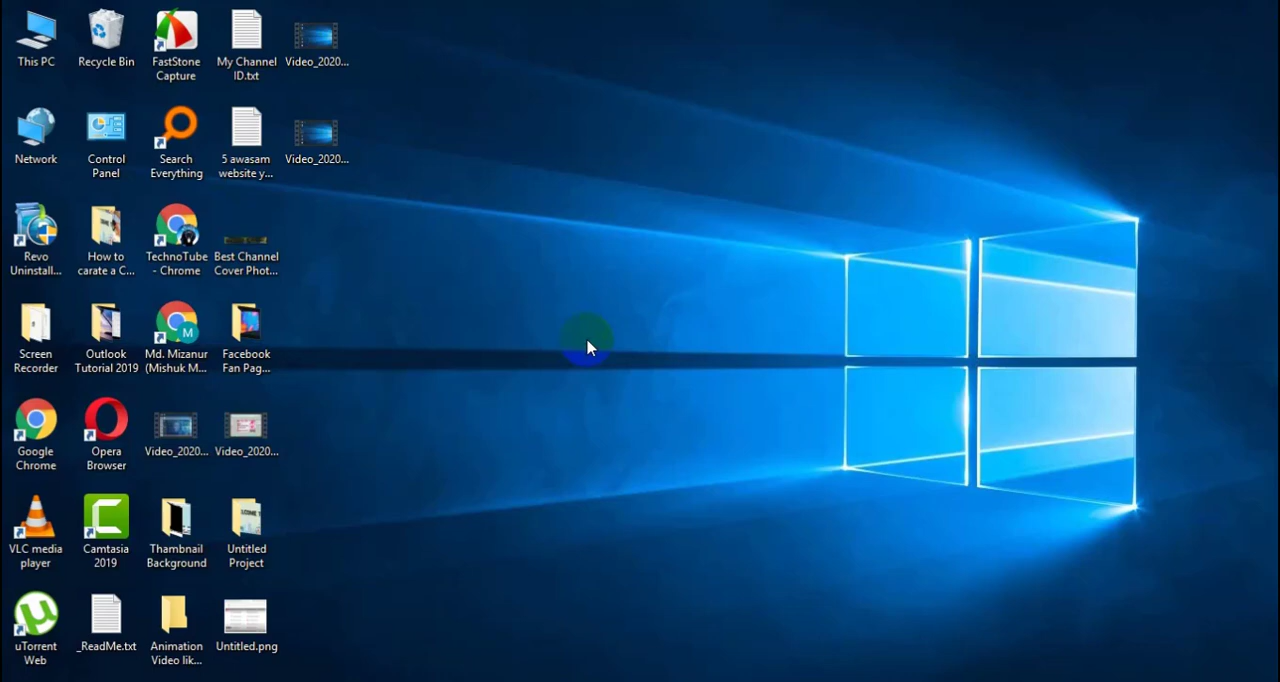 This PC
Recycle Bin
FastStone
Capture
My Channel
ID.txt
Video_2020...
Network
Control
Panel
Search
Everything
5 awasam
website y...
Video_2020...
Revo
Uninstall...
How to
carate a C...
TechnoTube
- Chrome
Best Channel
Cover Phot...
Screen
Recorder
Outlook
Tutorial 2019
M
Md. Mizanur
(Mishuk M...
Facebook
Fan Pag...
Google
Chrome
Opera
Browser
Video_2020...
Video_2020...
VLC media
player
Camtasia
2019
Thumbnail
Background
Untitled
Project
uTorrent
Web
_ReadMe.txt
Animation
Video lik...
Untitled.png